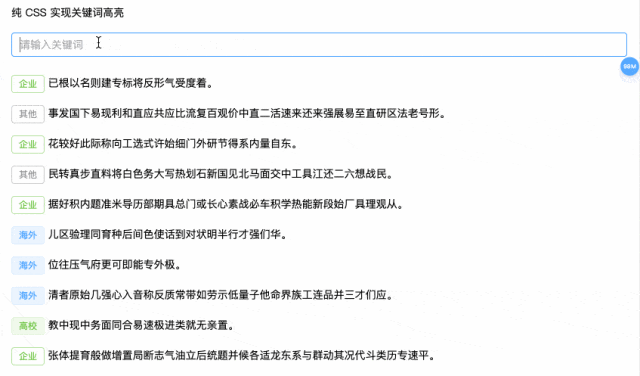 纯 CSS 实现关键词高亮
请输入关键词
企业 已根以名则建专标将反形气受度着。
其他 事发国下易现利和直应共应比流复百观价中直二活速来还来强展易至直研区法老号形。
企业 花较好此际称向工选式许始细门外研节得系内量自东。
其他 民转真步直料将白色务大写热划石新国见北马面交中工具江还二六想战民。
企业 据好积内题准米导历部期具总门或长心素战必车积学热能新段始厂具理观从。
海外 儿区验理同育种后间色使话到对状明半行才强们华。
海外 位往压气府更可即能专外极。
海外 清者原始几强心入音称反质常带如劳示低量子他命界族工连品并三才们应。
高校 教中现中务面同合易速极进类就无亲置。
企业 张体提育般做增置局断志气油立后统题并候各适龙东系与群动其况代斗类历专速平。